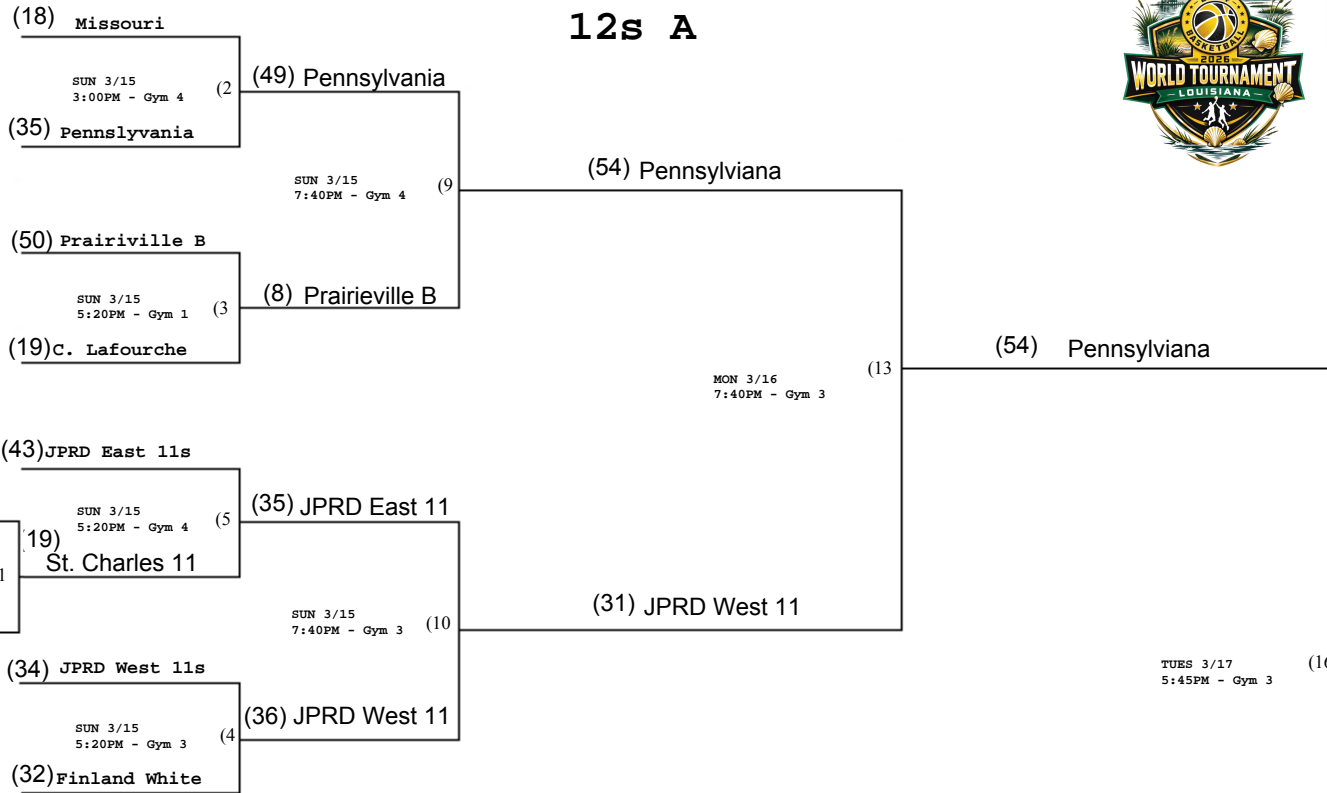 12s A
BASKETBALL
2026
WORLD TOURNAMENT
LOUISIANA
(18) Missouri
SUN 3/15
3:00PM - Gym 4
(2
(35) Pennslyvania
(49) Pennsylvania
SUN 3/15
7:40PM - Gym 4
(9
(50) Prairiville B
SUN 3/15
5:20PM - Gym 1
(3
(19) C. Lafourche
(8) Prairieville B
(54) Pennsylviana
MON 3/16
7:40PM - Gym 3
(13
(54) Pennsylviana
(43) JPRD East 11s
SUN 3/15
5:20PM - Gym 4
(5
19)
St. Charles 11
1
(35) JPRD East 11
SUN 3/15
7:40PM - Gym 3
(10
(31) JPRD West 11
(34) JPRD West 11s
SUN 3/15
5:20PM - Gym 3
(4
(32) Finland White
(36) JPRD West 11
TUES 3/17
5:45PM - Gym 3
(16